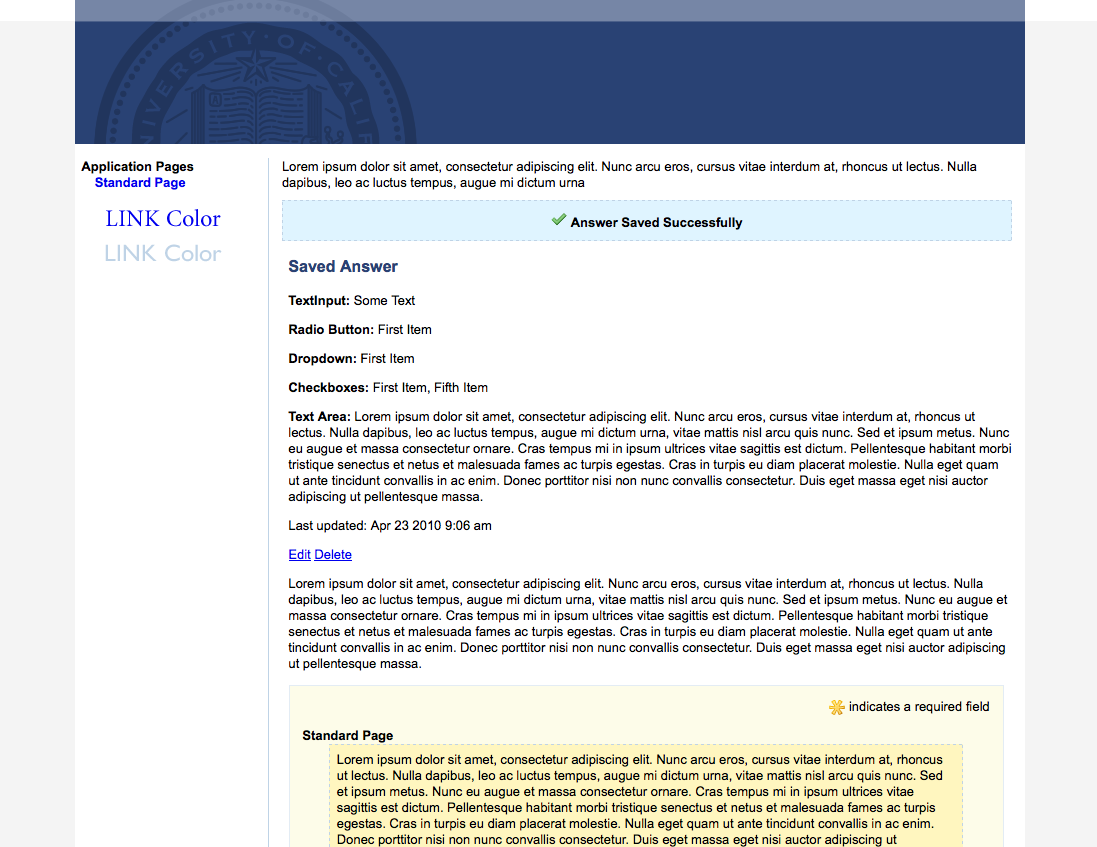 UNIVERSITY·OF·CALIF
A
Application Pages
Standard Page
LINK Color
LINK Color
Lorem ipsum dolor sit amet, consectetur adipiscing elit. Nunc arcu eros, cursus vitae interdum at, rhoncus ut lectus. Nulla
dapibus, leo ac luctus tempus, augue mi dictum urna
Answer Saved Successfully
Saved Answer
TextInput: Some Text
Radio Button: First Item
Dropdown: First Item
Checkboxes: First Item, Fifth Item
Text Area: Lorem ipsum dolor sit amet, consectetur adipiscing elit. Nunc arcu eros, cursus vitae interdum at, rhoncus ut
lectus. Nulla dapibus, leo ac luctus tempus, augue mi dictum urna, vitae mattis nisl arcu quis nunc. Sed et ipsum metus. Nunc
eu augue et massa consectetur ornare. Cras tempus mi in ipsum ultrices vitae sagittis est dictum. Pellentesque habitant morbi
tristique senectus et netus et malesuada fames ac turpis egestas. Cras in turpis eu diam placerat molestie. Nulla eget quam
ut ante tincidunt convallis in ac enim. Donec porttitor nisi non nunc convallis consectetur. Duis eget massa eget nisi auctor
adipiscing ut pellentesque massa.
Last updated: Apr 23 2010 9:06 am
Edit Delete
Lorem ipsum dolor sit amet, consectetur adipiscing elit. Nunc arcu eros, cursus vitae interdum at, rhoncus ut lectus. Nulla
dapibus, leo ac luctus tempus, augue mi dictum urna, vitae mattis nisl arcu quis nunc. Sed et ipsum metus. Nunc eu augue et
massa consectetur ornare. Cras tempus mi in ipsum ultrices vitae sagittis est dictum. Pellentesque habitant morbi tristique
senectus et netus et malesuada fames ac turpis egestas. Cras in turpis eu diam placerat molestie. Nulla eget quam ut ante
tincidunt convallis in ac enim. Donec porttitor nisi non nunc convallis consectetur. Duis eget massa eget nisi auctor adipiscing
ut pellentesque massa.
indicates a required field
Standard Page
Lorem ipsum dolor sit amet, consectetur adipiscing elit. Nunc arcu eros, cursus vitae interdum at, rhoncus
ut lectus. Nulla dapibus, leo ac luctus tempus, augue mi dictum urna, vitae mattis nisl arcu quis nunc. Sed
et ipsum metus. Nunc eu augue et massa consectetur ornare. Cras tempus mi in ipsum ultrices vitae
sagittis est dictum. Pellentesque habitant morbi tristique senectus et netus et malesuada fames ac turpis
egestas. Cras in turpis eu diam placerat molestie. Nulla eget quam ut ante tincidunt convallis in ac enim.
Donec porttitor nisi non nunc convallis consectetur. Duis eget massa eget nisi auctor adipiscing ut